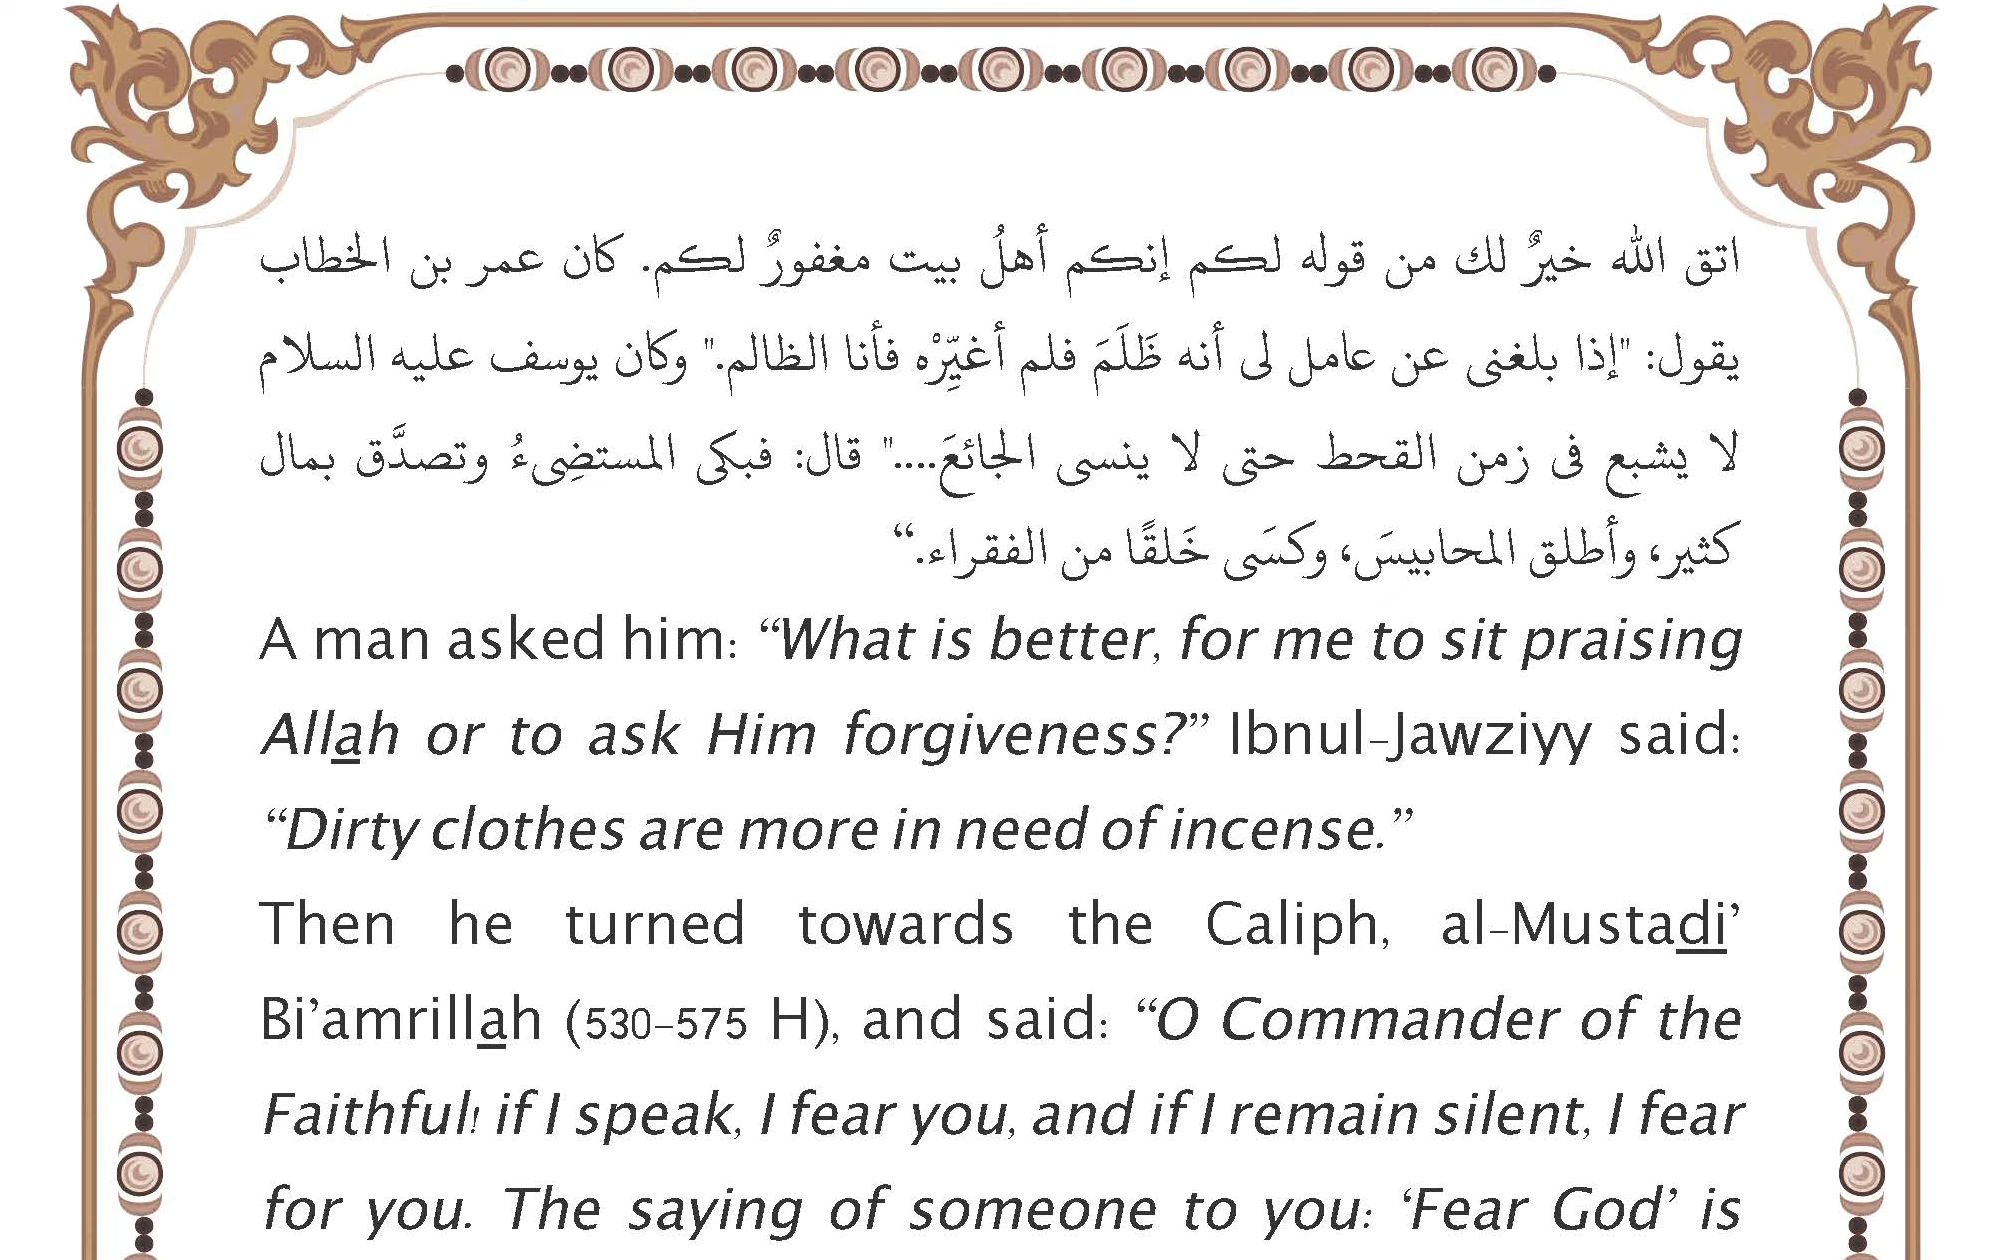 اتق الله خيرٌ لك من قوله لكم إنكم أهلُ بيت مغفورٌ لكم. كان عمر بن الخطاب
يقول: "إذا بلغنى عن عامل لى أنه ظَلَمَ فلم أغيِّرْه فأنا الظالم." وكان يوسف عليه السلام
لا يشبع فى زمن القحط حتى لا ينسى الجائعَ...." قال: فبكى المستضِىءُ وتصدَّق بمال
كثير، وأطلق المحابيسَ، وكسَى خَلقًا من الفقراء.“
A man asked him: “What is better, for me to sit praising
Allah or to ask Him forgiveness?” Ibnul-Jawziyy said:
“Dirty clothes are more in need of incense.”
Then he turned towards the Caliph, al-Mustadi’
Bi’amrillah (530-575 H), and said: “O Commander of the
Faithful! if I speak, I fear you, and if I remain silent, I fear
for you. The saying of someone to you: ‘Fear God’ is